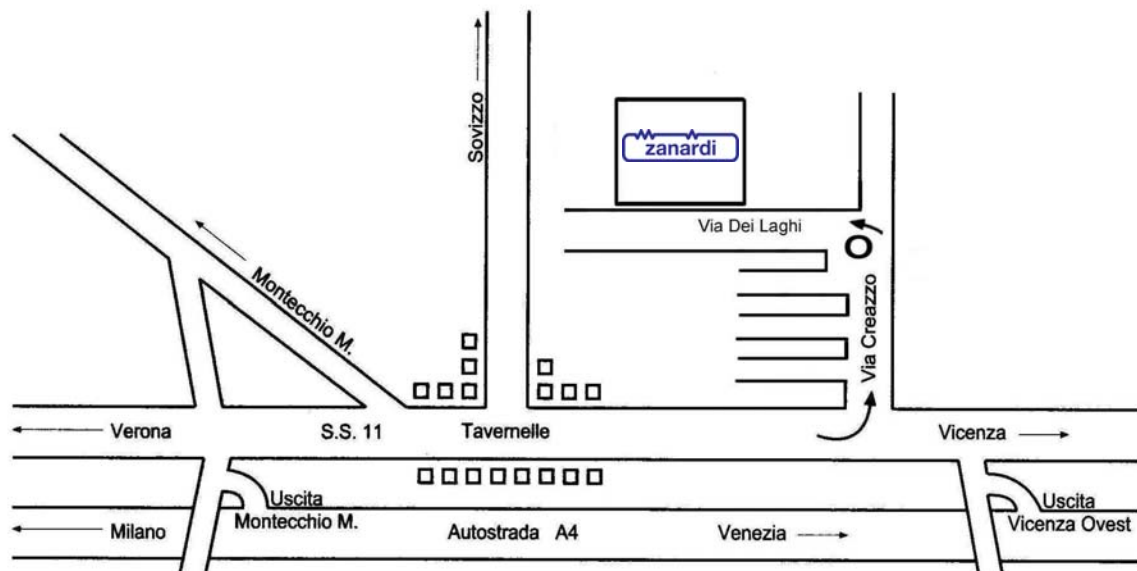 Sovizzo
zanardi
Via Dei Laghi
O
Montecchio M.
Via Creazzo
Verona
S.S. 11
Tavernelle
Vicenza
Uscita
Montecchio M.
Uscita
Vicenza Ovest
Milano
Autostrada A4
Venezia